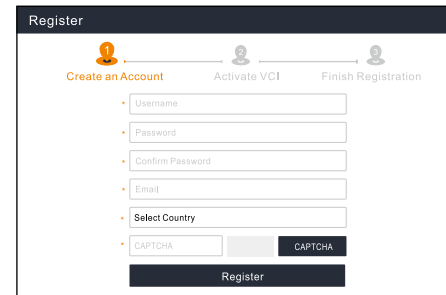 Register
1 2 3
Create an Account Activate VCI Finish Registration
* Username
* Password
* Confirm Password
* Email
* Select Country
* CAPTCHA CAPTCHA
Register